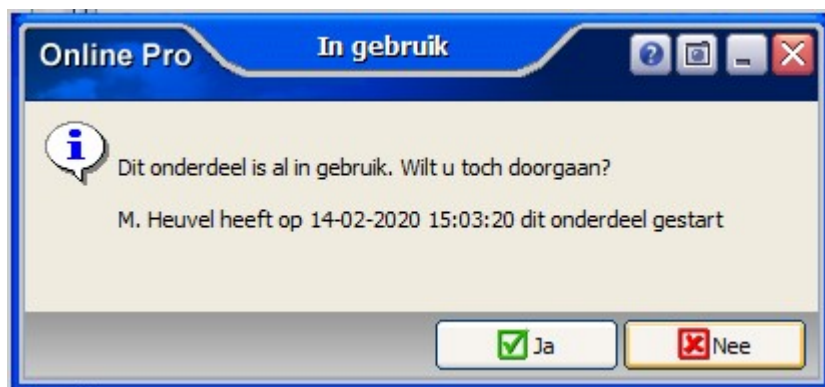 Online Pro
In gebruik
Dit onderdeel is al in gebruik. Wilt u toch doorgaan?
M. Heuvel heeft op 14-02-2020 15:03:20 dit onderdeel gestart
Ja
Nee